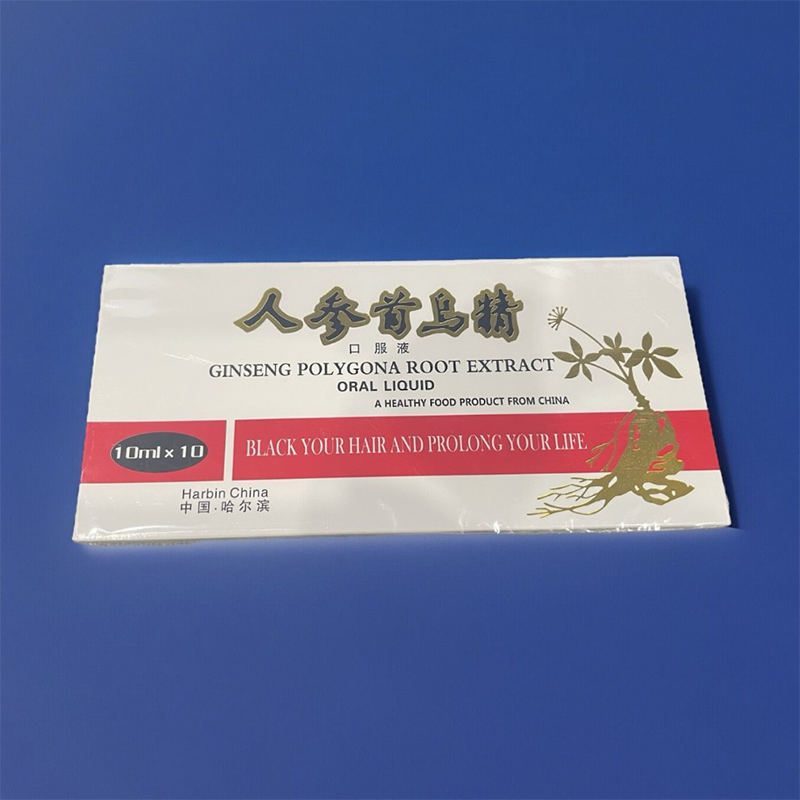 人参首乌精
口服液
GINSENG POLYGONA ROOT EXTRACT
ORAL LIQUID
A HEALTHY FOOD PRODUCT FROM CHINA
10ml x 10
BLACK YOUR HAIR AND PROLONG YOUR LIFE
Harbin China
中国·哈尔滨